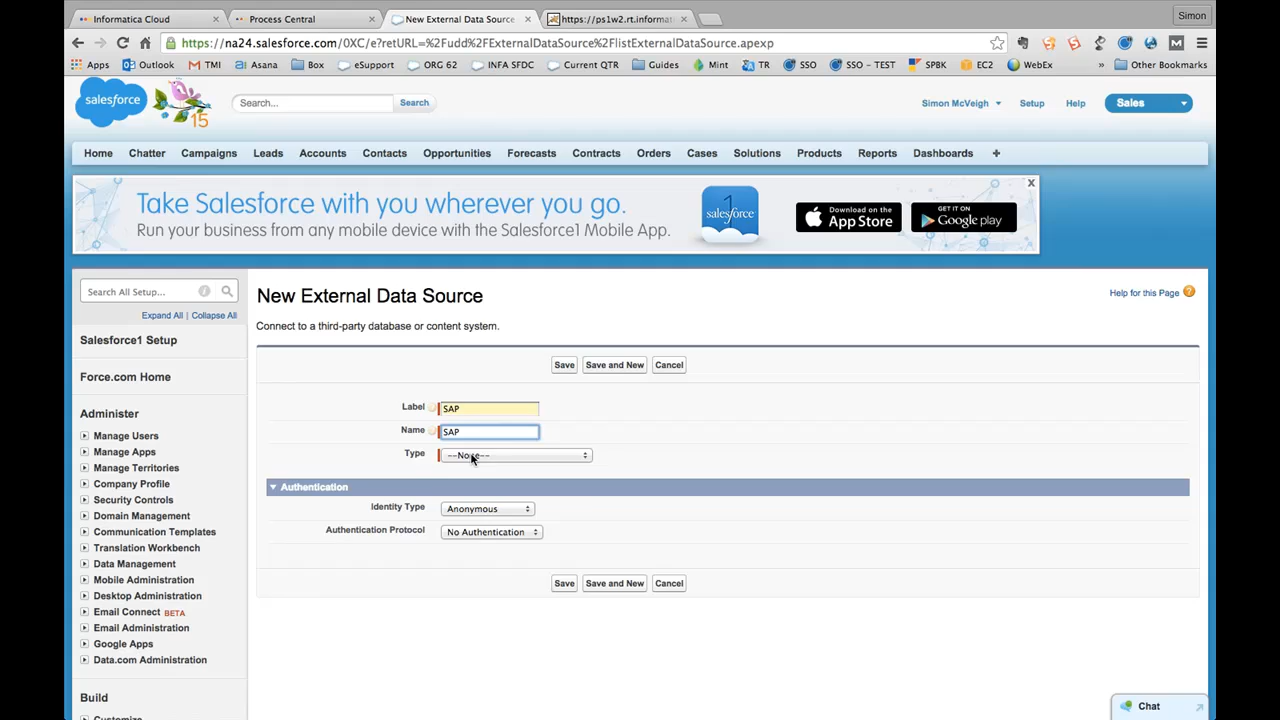 Informatica Cloud
Process Central
New External Data Source
https://ps1w2.rt.informat
Simon
https://na24.salesforce.com/0XC/e?retURL=%2Fudd%2FExternalDataSource%2FlistExternalDataSource.apexp
Apps Outlook TMI Asana Box eSupport ORG 62 INFA SFDC Current QTR Guides Mint TR SSO SSO - TEST SPBK EC2 WebEx » Other Bookmarks
salesforce
15
Search...
Search
Simon McVeigh
Setup
Help
Sales
Home Chatter Campaigns Leads Accounts Contacts Opportunities Forecasts Contracts Orders Cases Solutions Products Reports Dashboards +
Take Salesforce with you wherever you go.
Run your business from any mobile device with the Salesforce1 Mobile App.
1
salesforce
Download on the
App Store
GET IT ON
Google play
X
Search All Setup...
Expand All | Collapse All
Salesforce1 Setup
Force.com Home
Administer
Manage Users
Manage Apps
Manage Territories
Company Profile
Security Controls
Domain Management
Communication Templates
Translation Workbench
Data Management
Mobile Administration
Desktop Administration
Email Connect BETA
Email Administration
Google Apps
Data.com Administration
Build
New External Data Source
Help for this Page
Connect to a third-party database or content system.
Save Save and New Cancel
Label SAP
Name SAP
Type --None--
Authentication
Identity Type Anonymous
Authentication Protocol No Authentication
Save Save and New Cancel
Chat